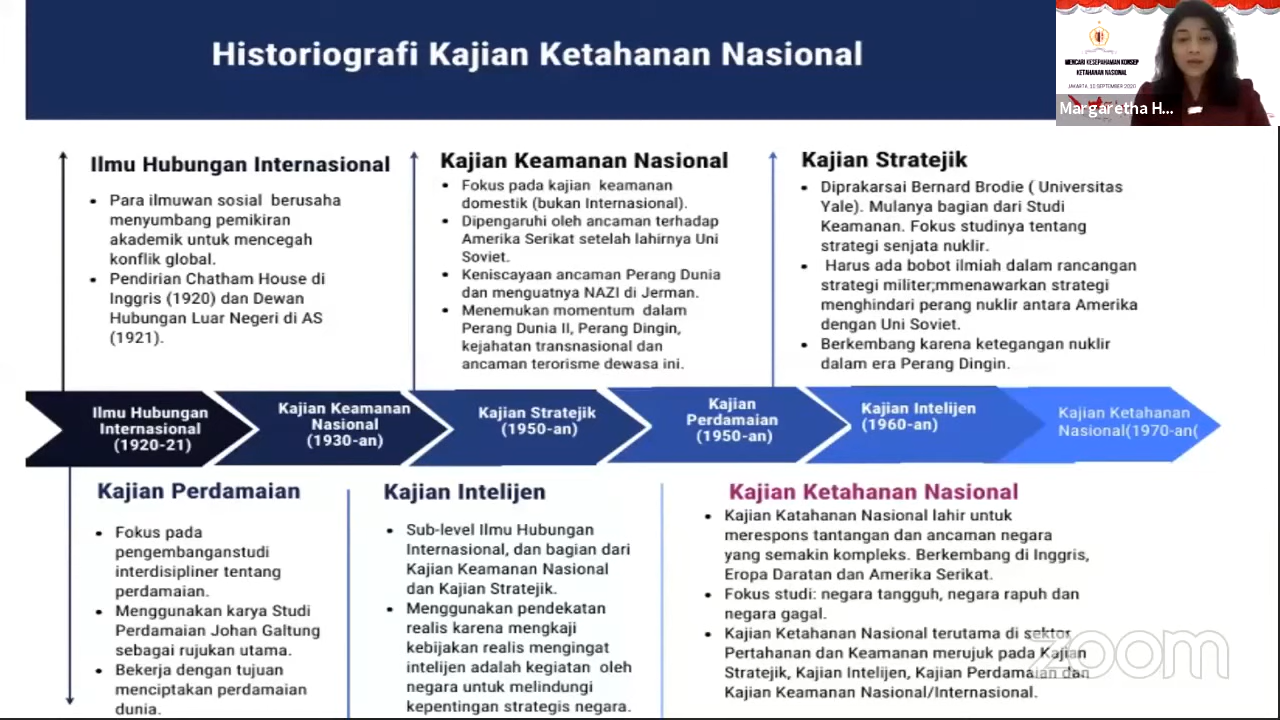 Historiografi Kajian Ketahanan Nasional
MENCARI KESEPAHAMAN KONSEP
KETAHANAN NASIONAL
JAKARTA, 11 SEPTEMBER 2020
Margaretha H...
Ilmu Hubungan Internasional
Para ilmuwan sosial berusaha
menyumbang pemikiran
akademik untuk mencegah
konflik global.
Pendirian Chatham House di
Inggris (1920) dan Dewan
Hubungan Luar Negeri di AS
(1921).
Kajian Keamanan Nasional
Fokus pada kajian keamanan
domestik (bukan Internasional).
Dipengaruhi oleh ancaman terhadap
Amerika Serikat setelah lahirnya Uni
Soviet.
Keniscayaan ancaman Perang Dunia
dan menguatnya NAZI di Jerman.
Menemukan momentum dalam
Perang Dunia II, Perang Dingin,
kejahatan transnasional dan
ancaman terorisme dewasa ini.
Kajian Stratejik
Diprakarsai Bernard Brodie ( Universitas
Yale). Mulanya bagian dari Studi
Keamanan. Fokus studinya tentang
strategi senjata nuklir.
Harus ada bobot ilmiah dalam rancangan
strategi militer;mmenawarkan strategi
menghindari perang nuklir antara Amerika
dengan Uni Soviet.
Berkembang karena ketegangan nuklir
dalam era Perang Dingin.
Ilmu Hubungan
Internasional
(1920-21)
Kajian Keamanan
Nasional
(1930-an)
Kajian Stratejik
(1950-an)
Kajian
Perdamaian
(1950-an)
Kajian Intelijen
(1960-an)
Kajian Ketahanan
Nasional(1970-an(
Kajian Perdamaian
Fokus pada
pengembanganstudi
interdisipliner tentang
perdamaian.
Menggunakan karya Studi
Perdamaian Johan Galtung
sebagai rujukan utama.
Bekerja dengan tujuan
menciptakan perdamaian
dunia.
Kajian Intelijen
Sub-level Ilmu Hubungan
Internasional, dan bagian dari
Kajian Keamanan Nasional
dan Kajian Stratejik.
Menggunakan pendekatan
realis karena mengkaji
kebijakan realis mengingat
intelijen adalah kegiatan oleh
negara untuk melindungi
kepentingan strategis negara.
Kajian Ketahanan Nasional
Kajian Katahanan Nasional lahir untuk
merespons tantangan dan ancaman negara
yang semakin kompleks. Berkembang di Inggris,
Eropa Daratan dan Amerika Serikat.
Fokus studi: negara tangguh, negara rapuh dan
negara gagal.
Kajian Ketahanan Nasional terutama di sektor
Pertahanan dan Keamanan merujuk pada Kajian
Stratejik, Kajian Intelijen, Kajian Perdamaian dan
Kajian Keamanan Nasional/Internasional.
zoom